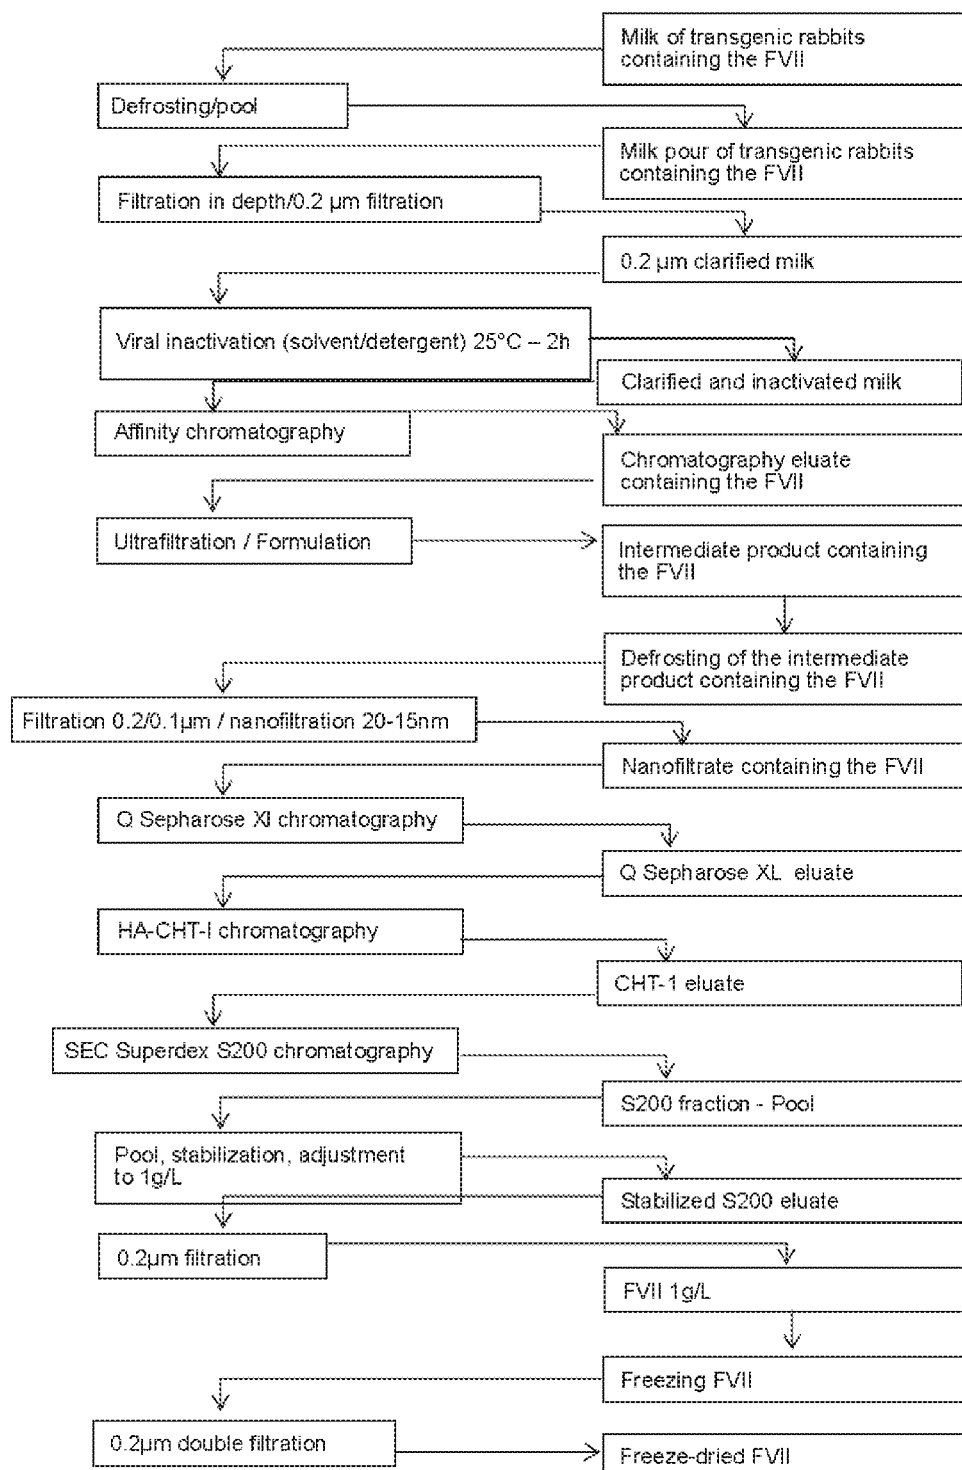 Milk of transgenic rabbits
containing the FVII
Defrosting/pool
Milk pour of transgenic rabbits
containing the FVII
Filtration in depth/0.2 µm filtration
0.2 µm clarified milk
Viral inactivation (solvent/detergent) 25°C – 2h
Clarified and inactivated milk
Affinity chromatography
Chromatography eluate
containing the FVII
Ultrafiltration / Formulation
Intermediate product containing
the FVII
Defrosting of the intermediate
product containing the FVII
Filtration 0.2/0.1µm / nanofiltration 20-15nm
Nanofiltrate containing the FVII
Q Sepharose Xl chromatography
Q Sepharose XL eluate
HA-CHT-I chromatography
CHT-1 eluate
SEC Superdex S200 chromatography
S200 fraction - Pool
Pool, stabilization, adjustment
to 1g/L
Stabilized S200 eluate
0.2µm filtration
FVII 1g/L
Freezing FVII
0.2µm double filtration
Freeze-dried FVII